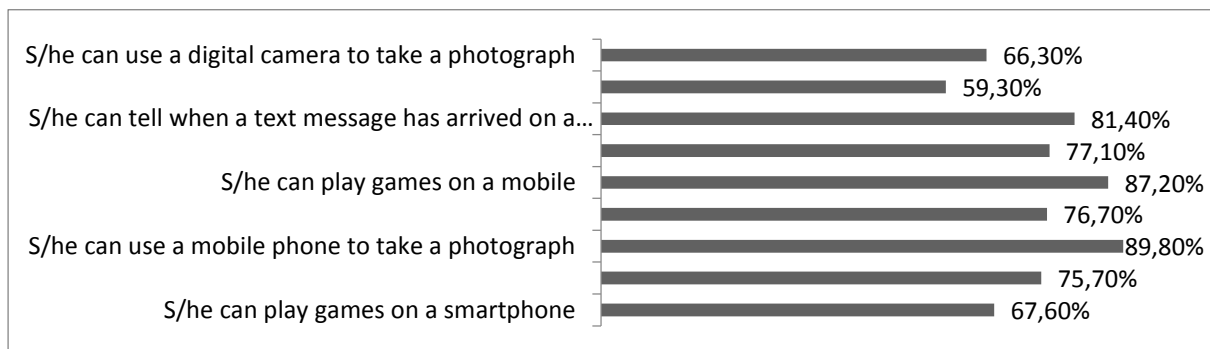 S/he can use a digital camera to take a photograph 66,30%
59,30%
S/he can tell when a text message has arrived on a... 81,40%
77,10%
S/he can play games on a mobile 87,20%
76,70%
S/he can use a mobile phone to take a photograph 89,80%
75,70%
S/he can play games on a smartphone 67,60%